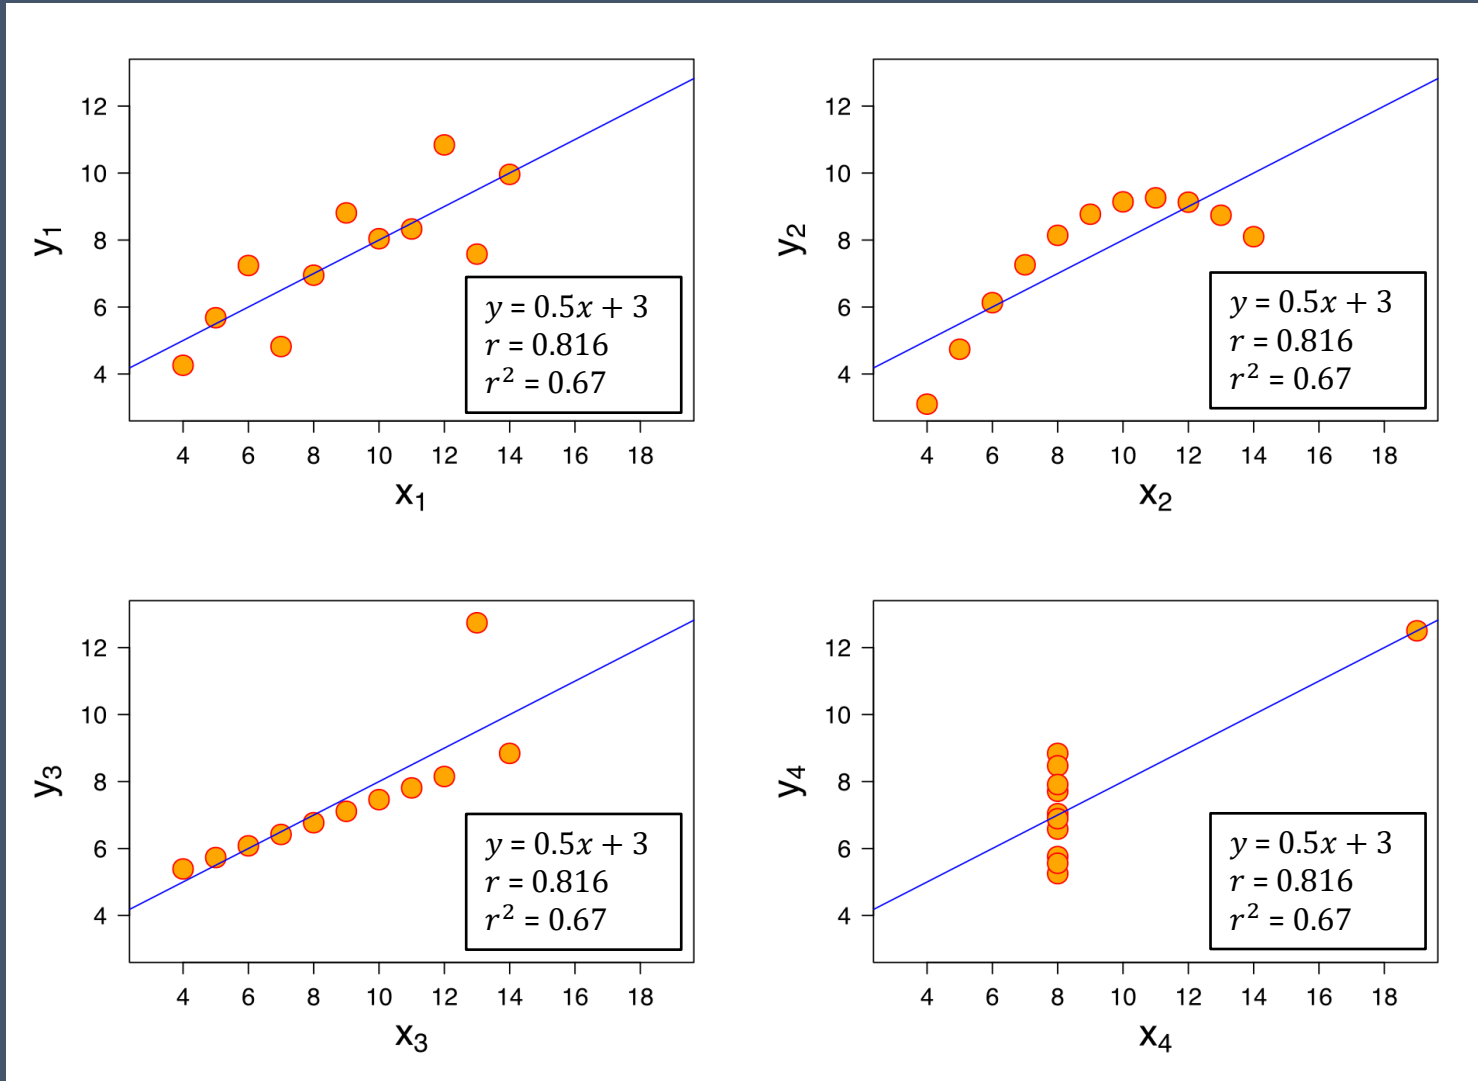 12
10
8
6
4
y₁
y = 0.5x + 3
r = 0.816
r² = 0.67
4 6 8 10 12 14 16 18
x₁
12
10
8
6
4
y₂
y = 0.5x + 3
r = 0.816
r² = 0.67
4 6 8 10 12 14 16 18
x₂
12
10
8
6
4
y₃
y = 0.5x + 3
r = 0.816
r² = 0.67
4 6 8 10 12 14 16 18
x₃
12
10
8
6
4
y₄
y = 0.5x + 3
r = 0.816
r² = 0.67
4 6 8 10 12 14 16 18
x₄